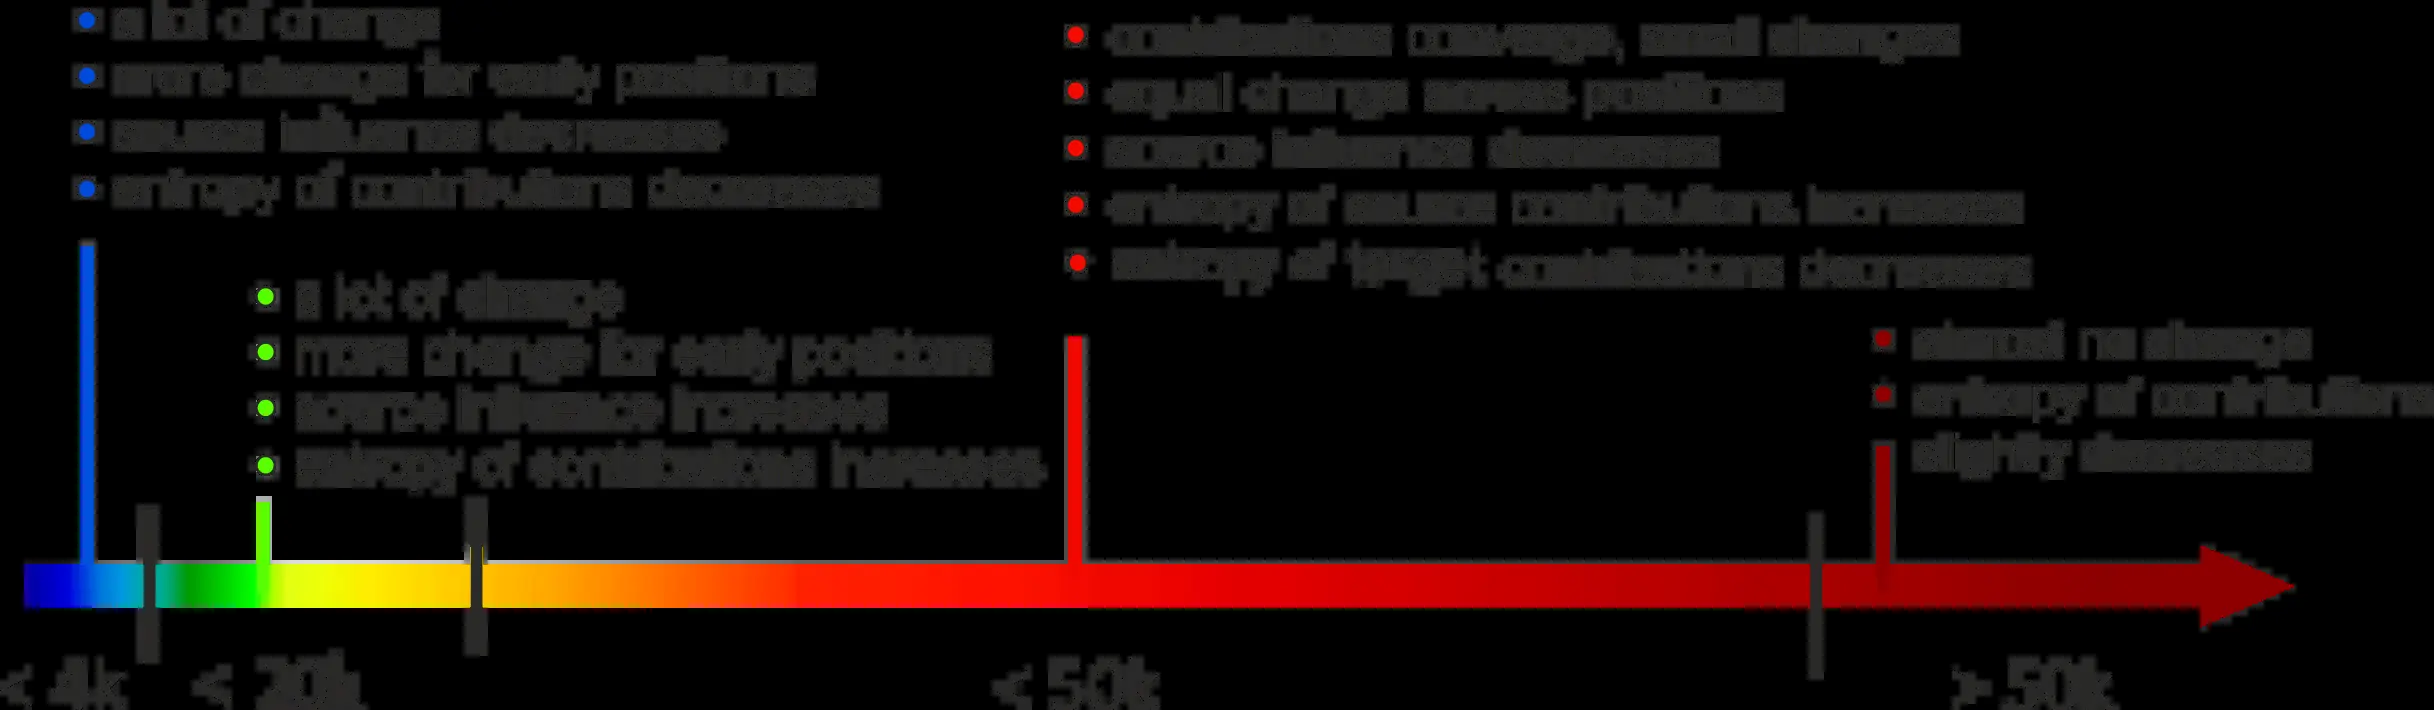 a lot of change
more change for early positions
source influence decreases
entropy of contributions decreases
contributions converge, small changes
equal change across positions
source influence decreases
entropy of source contributions increases
entropy of target contributions decreases
a lot of change
more change for early positions
source influence increases
entropy of contributions increases
almost no change
entropy of contributions
slightly decreases
< 4k
< 20k
< 50k
> 50k